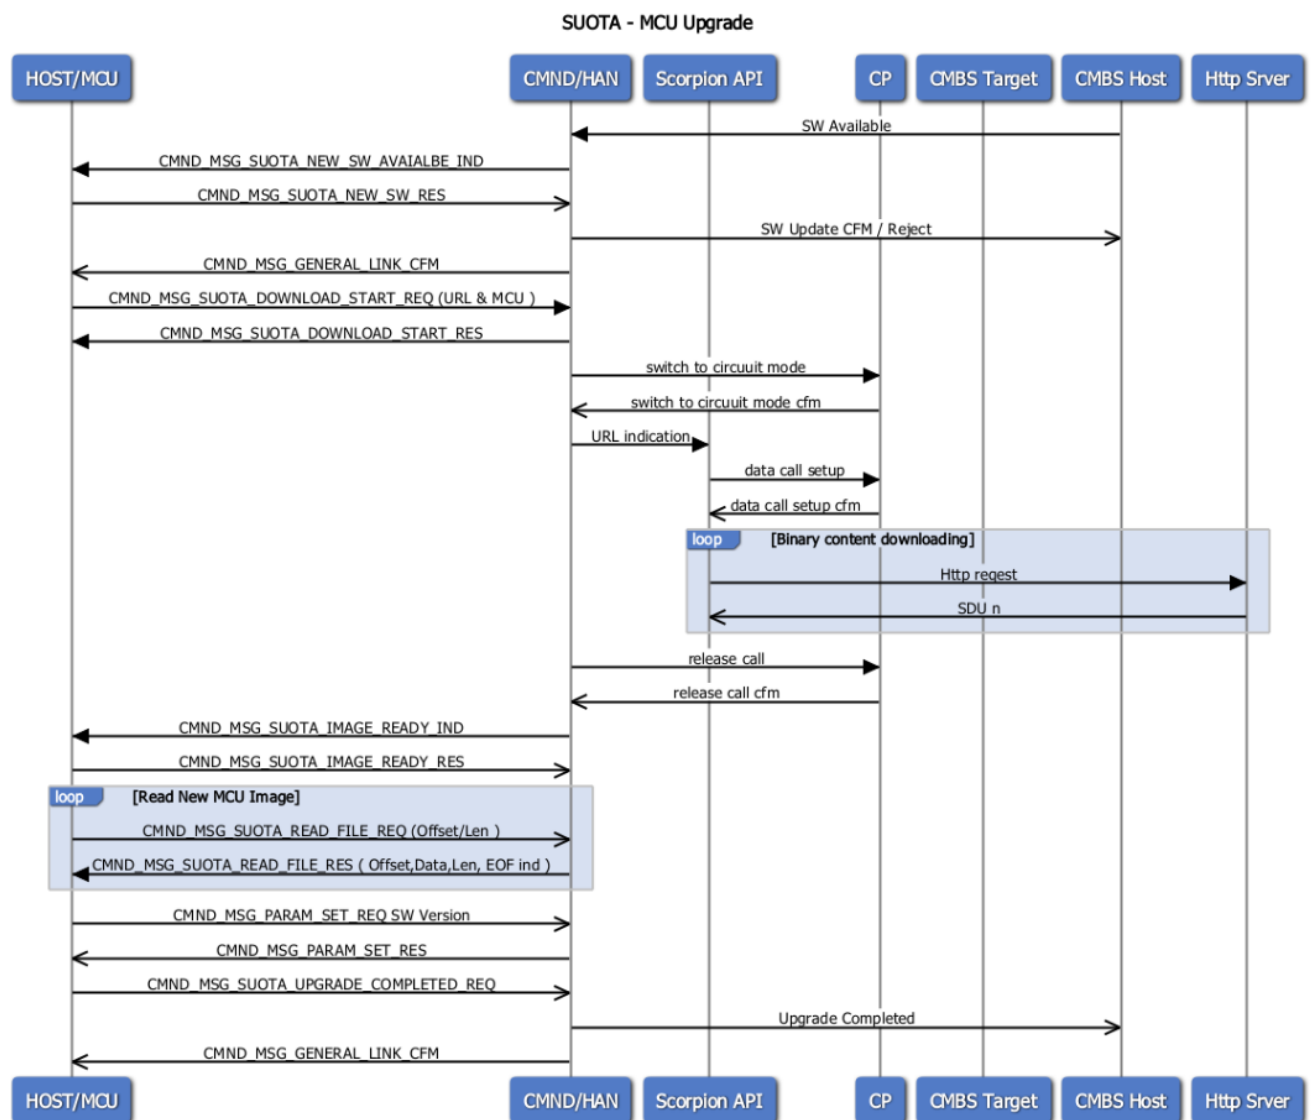 SUOTA - MCU Upgrade
HOST/MCU CMND/HAN Scorpion API CP CMBS Target CMBS Host Http Srver
SW Available
CMND_MSG_SUOTA_NEW_SW_AVAIALBE_IND
CMND_MSG_SUOTA_NEW_SW_RES
SW Update CFM / Reject
CMND_MSG_GENERAL_LINK_CFM
CMND_MSG_SUOTA_DOWNLOAD_START_REQ (URL & MCU )
CMND_MSG_SUOTA_DOWNLOAD_START_RES
switch to circuuit mode
switch to circuuit mode cfm
URL indication
data call setup
data call setup cfm
loop [Binary content downloading]
Http reqest
SDU n
release call
release call cfm
CMND_MSG_SUOTA_IMAGE_READY_IND
CMND_MSG_SUOTA_IMAGE_READY_RES
loop [Read New MCU Image]
CMND_MSG_SUOTA_READ_FILE_REQ (Offset/Len )
CMND_MSG_SUOTA_READ_FILE_RES ( Offset,Data,Len, EOF ind )
CMND_MSG_PARAM_SET_REQ SW Version
CMND_MSG_PARAM_SET_RES
CMND_MSG_SUOTA_UPGRADE_COMPLETED_REQ
Upgrade Completed
CMND_MSG_GENERAL_LINK_CFM
HOST/MCU CMND/HAN Scorpion API CP CMBS Target CMBS Host Http Srver